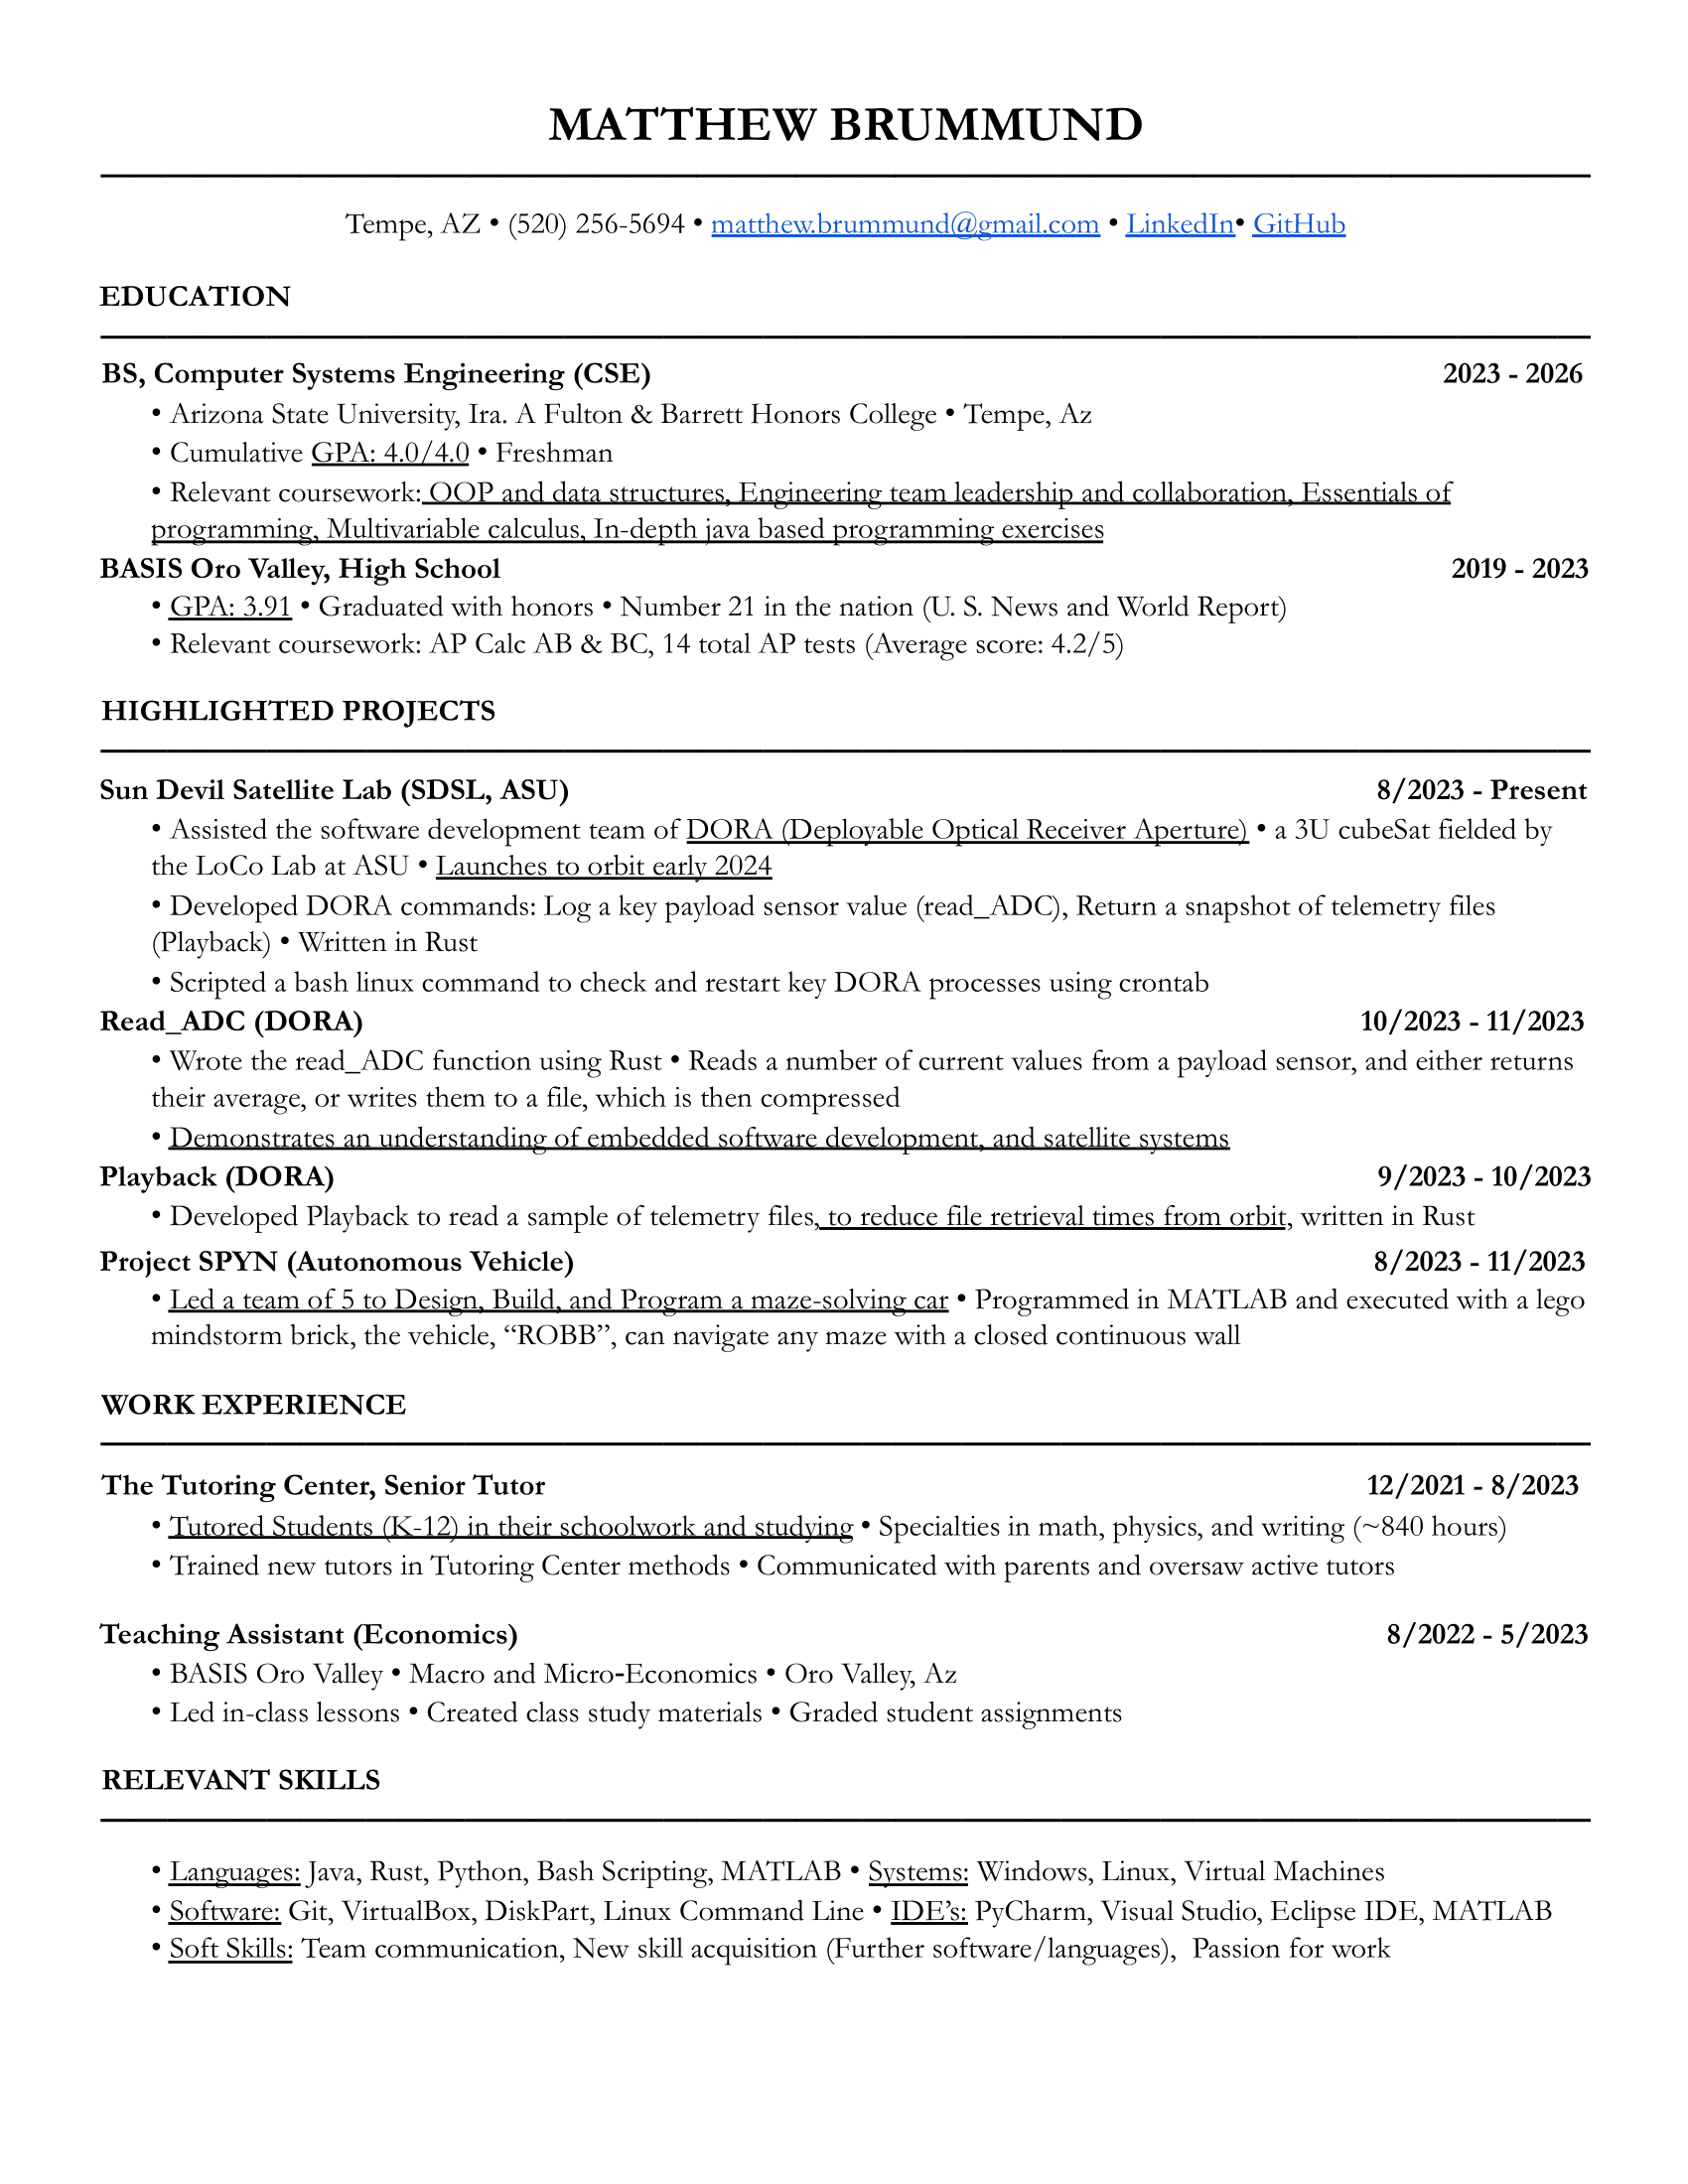 MATTHEW BRUMMUND
Tempe, AZ • (520) 256-5694 • matthew.brummund@gmail.com • LinkedIn• GitHub
EDUCATION
BS, Computer Systems Engineering (CSE) 2023 - 2026
• Arizona State University, Ira. A Fulton & Barrett Honors College • Tempe, Az
• Cumulative GPA: 4.0/4.0 • Freshman
• Relevant coursework: OOP and data structures, Engineering team leadership and collaboration, Essentials of
programming, Multivariable calculus, In-depth java based programming exercises
BASIS Oro Valley, High School 2019 - 2023
• GPA: 3.91 • Graduated with honors • Number 21 in the nation (U. S. News and World Report)
• Relevant coursework: AP Calc AB & BC, 14 total AP tests (Average score: 4.2/5)
HIGHLIGHTED PROJECTS
Sun Devil Satellite Lab (SDSL, ASU) 8/2023 - Present
• Assisted the software development team of DORA (Deployable Optical Receiver Aperture) • a 3U cubeSat fielded by
the LoCo Lab at ASU • Launches to orbit early 2024
• Developed DORA commands: Log a key payload sensor value (read_ADC), Return a snapshot of telemetry files
(Playback) • Written in Rust
• Scripted a bash linux command to check and restart key DORA processes using crontab
Read_ADC (DORA) 10/2023 - 11/2023
• Wrote the read_ADC function using Rust • Reads a number of current values from a payload sensor, and either returns
their average, or writes them to a file, which is then compressed
• Demonstrates an understanding of embedded software development, and satellite systems
Playback (DORA) 9/2023 - 10/2023
• Developed Playback to read a sample of telemetry files, to reduce file retrieval times from orbit, written in Rust
Project SPYN (Autonomous Vehicle) 8/2023 - 11/2023
• Led a team of 5 to Design, Build, and Program a maze-solving car • Programmed in MATLAB and executed with a lego
mindstorm brick, the vehicle, “ROBB”, can navigate any maze with a closed continuous wall
WORK EXPERIENCE
The Tutoring Center, Senior Tutor 12/2021 - 8/2023
• Tutored Students (K-12) in their schoolwork and studying • Specialties in math, physics, and writing (~840 hours)
• Trained new tutors in Tutoring Center methods • Communicated with parents and oversaw active tutors
Teaching Assistant (Economics) 8/2022 - 5/2023
• BASIS Oro Valley • Macro and Micro-Economics • Oro Valley, Az
• Led in-class lessons • Created class study materials • Graded student assignments
RELEVANT SKILLS
• Languages: Java, Rust, Python, Bash Scripting, MATLAB • Systems: Windows, Linux, Virtual Machines
• Software: Git, VirtualBox, DiskPart, Linux Command Line • IDE’s: PyCharm, Visual Studio, Eclipse IDE, MATLAB
• Soft Skills: Team communication, New skill acquisition (Further software/languages), Passion for work